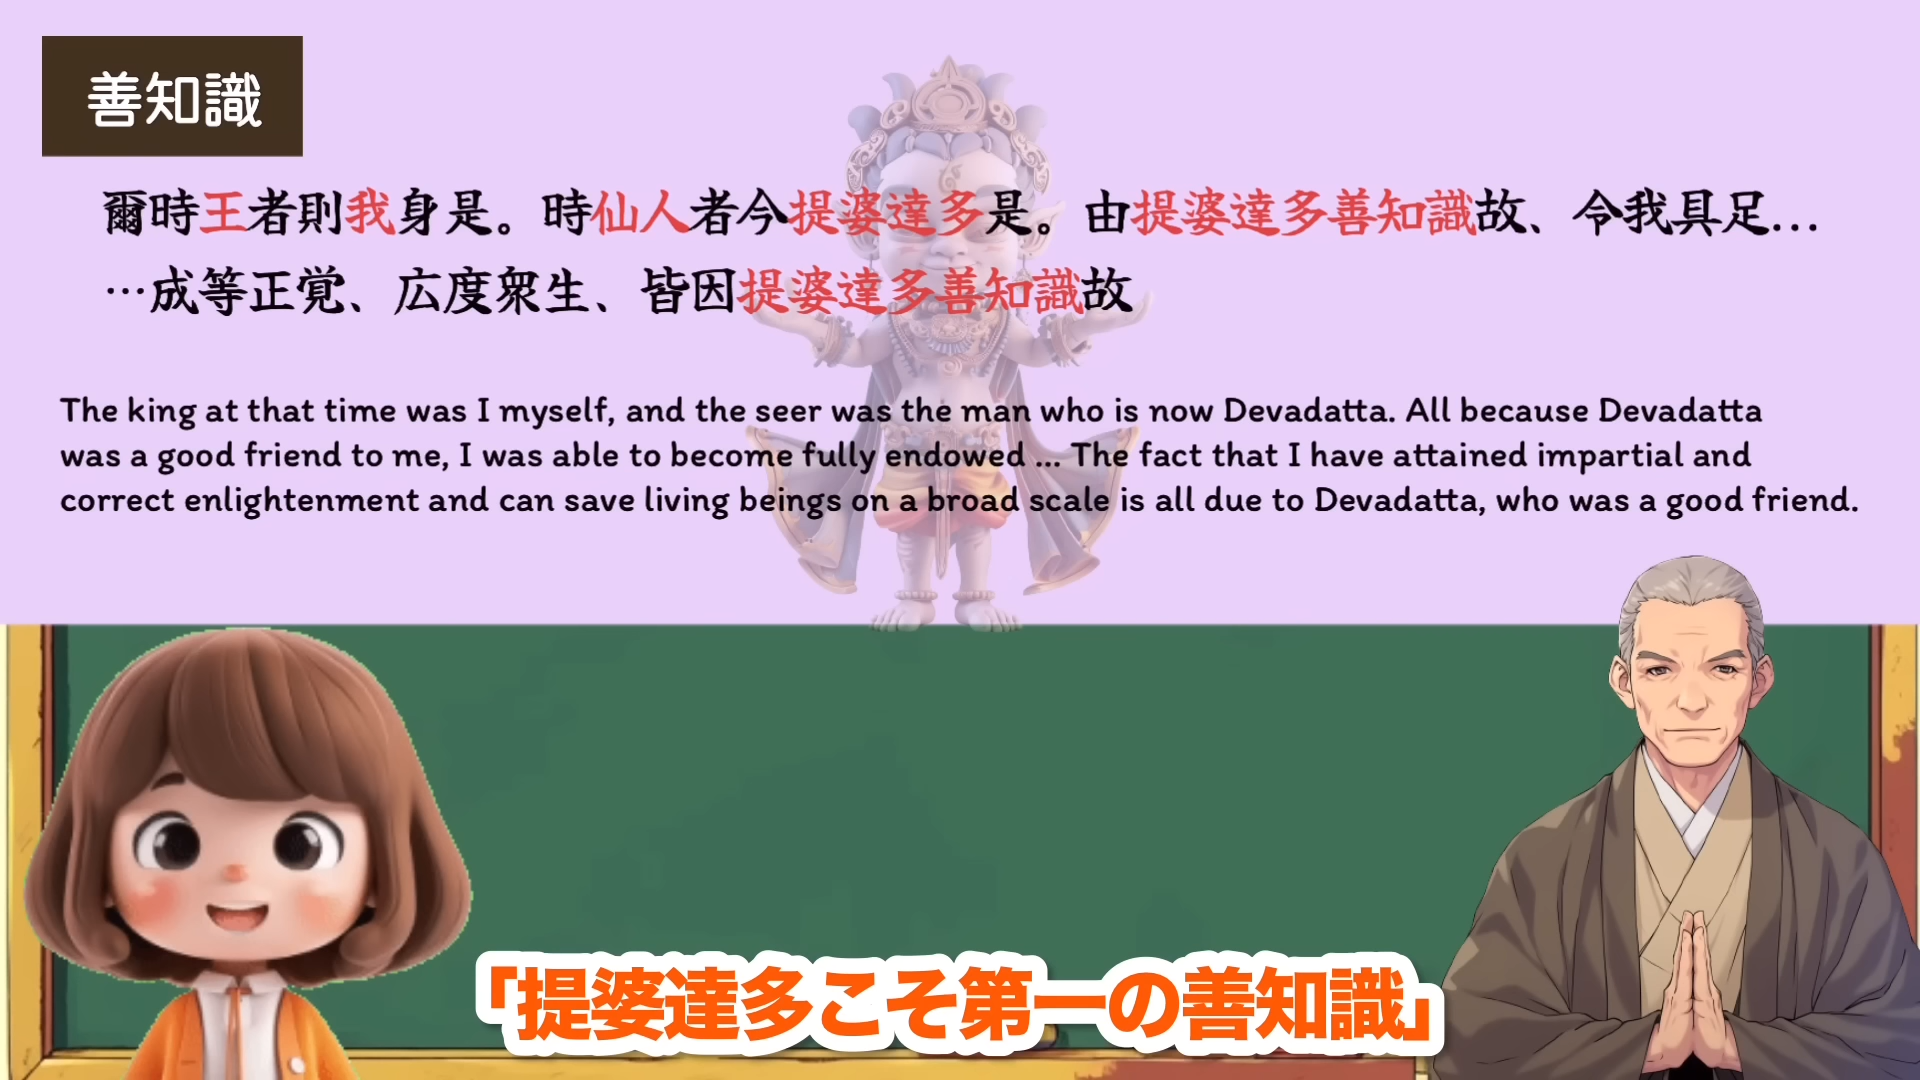 善知識
爾時王者則我身是。時仙人者今提婆達多是。由提婆達多善知識故、令我具足…
…成等正覚、広度衆生、皆因提婆達多善知識故
The king at that time was I myself, and the seer was the man who is now Devadatta. All because Devadatta
was a good friend to me, I was able to become fully endowed ... The fact that I have attained impartial and
correct enlightenment and can save living beings on a broad scale is all due to Devadatta, who was a good friend.
「提婆達多こそ第一の善知識」